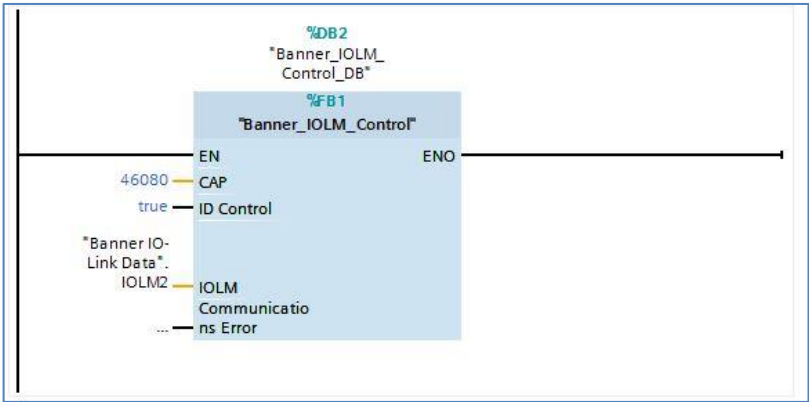 %DB2
"Banner_IOLM_
Control_DB"
%FB1
"Banner_IOLM_Control"
EN ENO
46080 CAP
true ID Control
"Banner IO-
Link Data".
IOLM2 IOLM
Communicatio
... ns Error